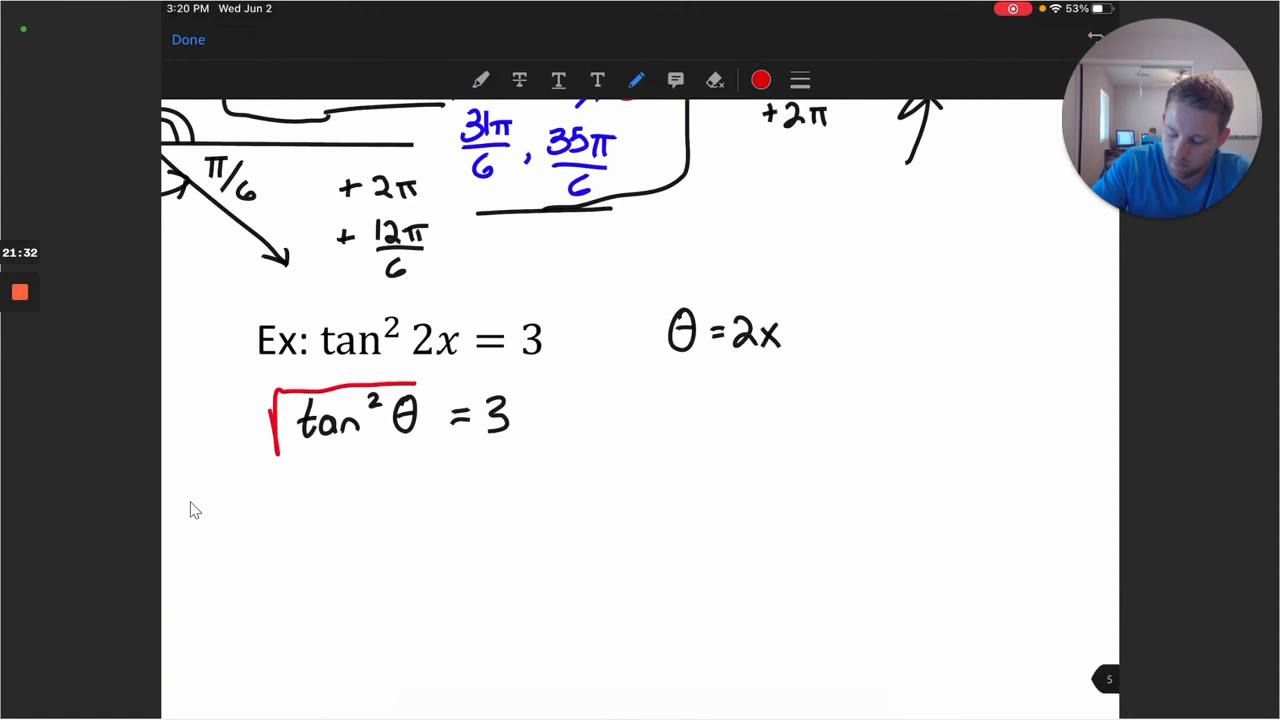 3:20 PM Wed Jun 2
53%
Done
T T T
+2π
31π/6, 35π/6
π/6
+ 2π
+ 12π/6
21:32
Ex: tan² 2x = 3
θ = 2x
√tan² θ = 3
5